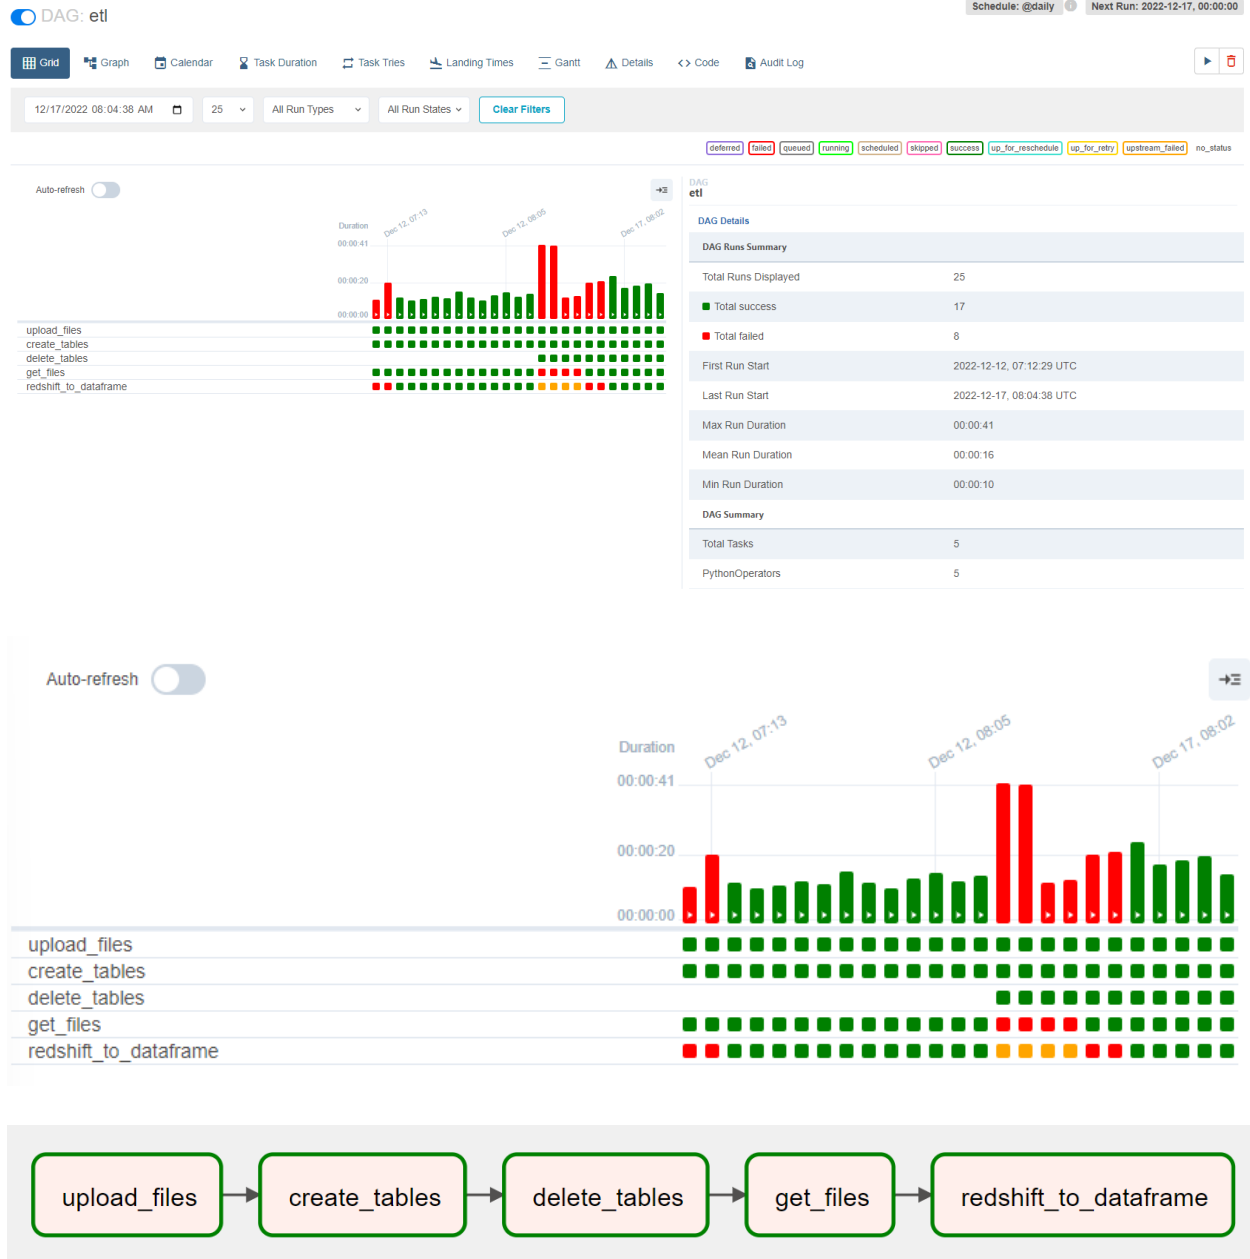 DAG: etl
Schedule: @daily
Next Run: 2022-12-17, 00:00:00
Grid
Graph
Calendar
Task Duration
Task Tries
Landing Times
Gantt
Details
<> Code
Audit Log
12/17/2022 08:04:38 AM
25
All Run Types
All Run States
Clear Filters
deferred
failed
queued
running
scheduled
skipped
success
up_for_reschedule
up_for_retry
upstream_failed
no_status
Auto-refresh
Duration
Dec 12, 07:13
Dec 12, 08:05
Dec 17, 08:02
00:00:41
00:00:20
00:00:00
upload_files
create_tables
delete_tables
get_files
redshift_to_dataframe
DAG
etl
DAG Details
DAG Runs Summary
Total Runs Displayed 25
Total success 17
Total failed 8
First Run Start 2022-12-12, 07:12:29 UTC
Last Run Start 2022-12-17, 08:04:38 UTC
Max Run Duration 00:00:41
Mean Run Duration 00:00:16
Min Run Duration 00:00:10
DAG Summary
Total Tasks 5
PythonOperators 5
Auto-refresh
Duration
Dec 12, 07:13
Dec 12, 08:05
Dec 17, 08:02
00:00:41
00:00:20
00:00:00
upload_files
create_tables
delete_tables
get_files
redshift_to_dataframe
upload_files
create_tables
delete_tables
get_files
redshift_to_dataframe